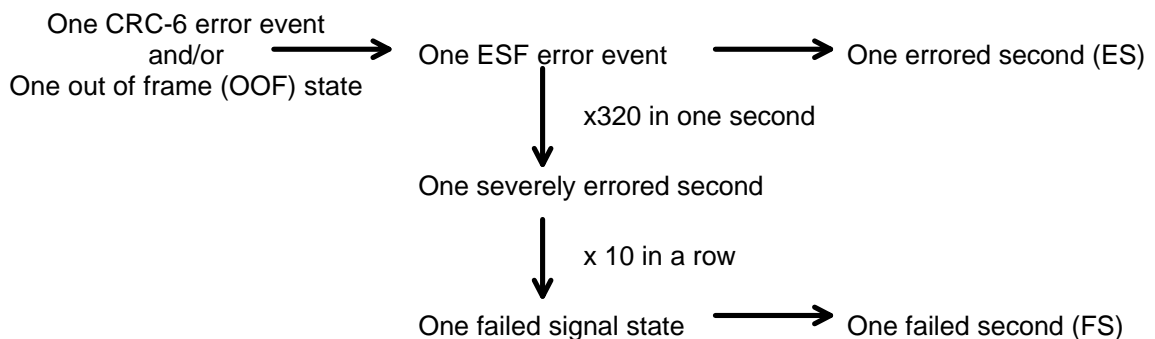 One CRC-6 error event
and/or
One out of frame (OOF) state
One ESF error event
One errored second (ES)
x320 in one second
One severely errored second
x 10 in a row
One failed signal state
One failed second (FS)